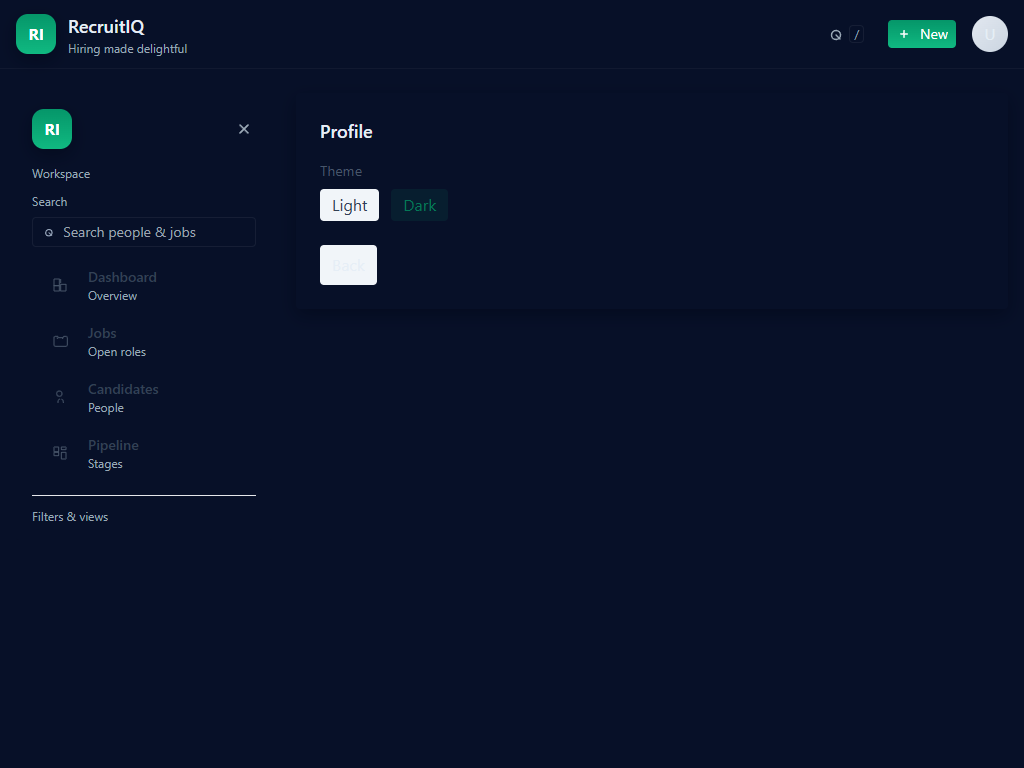 RI
RecruitIQ
Hiring made delightful
/
+ New
U
RI
Workspace
Search
Search people & jobs
Dashboard
Overview
Jobs
Open roles
Candidates
People
Pipeline
Stages
Filters & views
Profile
Theme
Light
Dark
Back